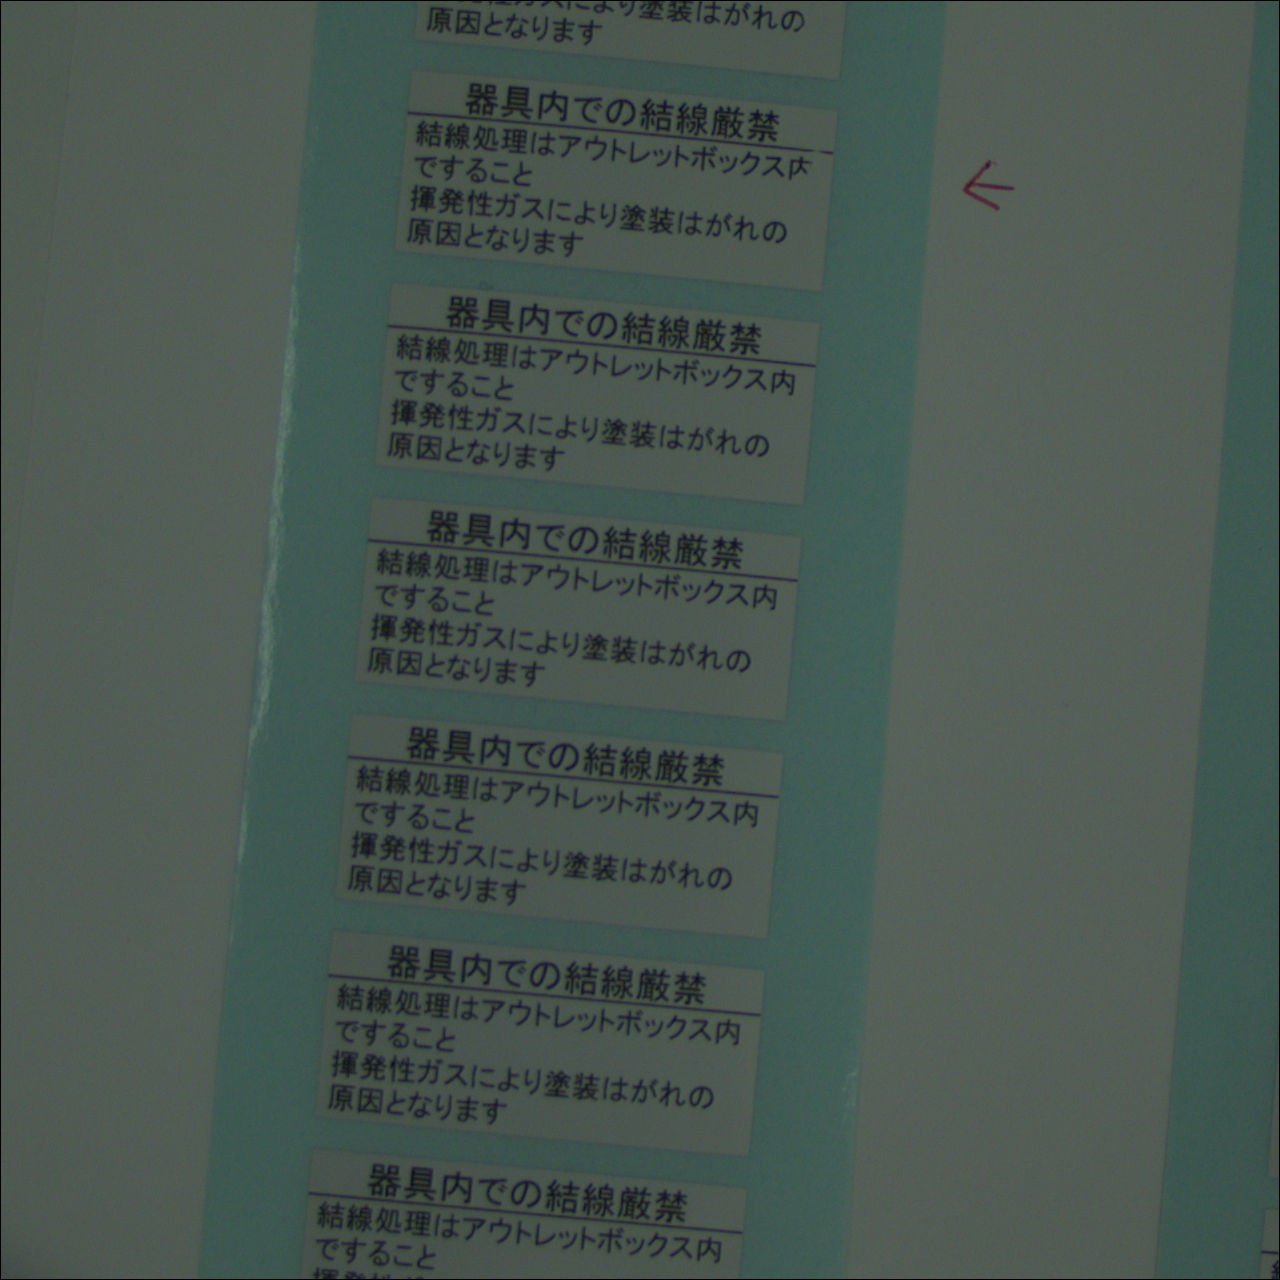 揮発性ガスにより塗装はがれの
原因となります
器具内での結線厳禁
結線処理はアウトレットボックス内
ですること
揮発性ガスにより塗装はがれの
原因となります
器具内での結線厳禁
結線処理はアウトレットボックス内
ですること
揮発性ガスにより塗装はがれの
原因となります
器具内での結線厳禁
結線処理はアウトレットボックス内
ですること
揮発性ガスにより塗装はがれの
原因となります
器具内での結線厳禁
結線処理はアウトレットボックス内
ですること
揮発性ガスにより塗装はがれの
原因となります
器具内での結線厳禁
結線処理はアウトレットボックス内
ですること
揮発性ガスにより塗装はがれの
原因となります
器具内での結線厳禁
結線処理はアウトレットボックス内
ですること